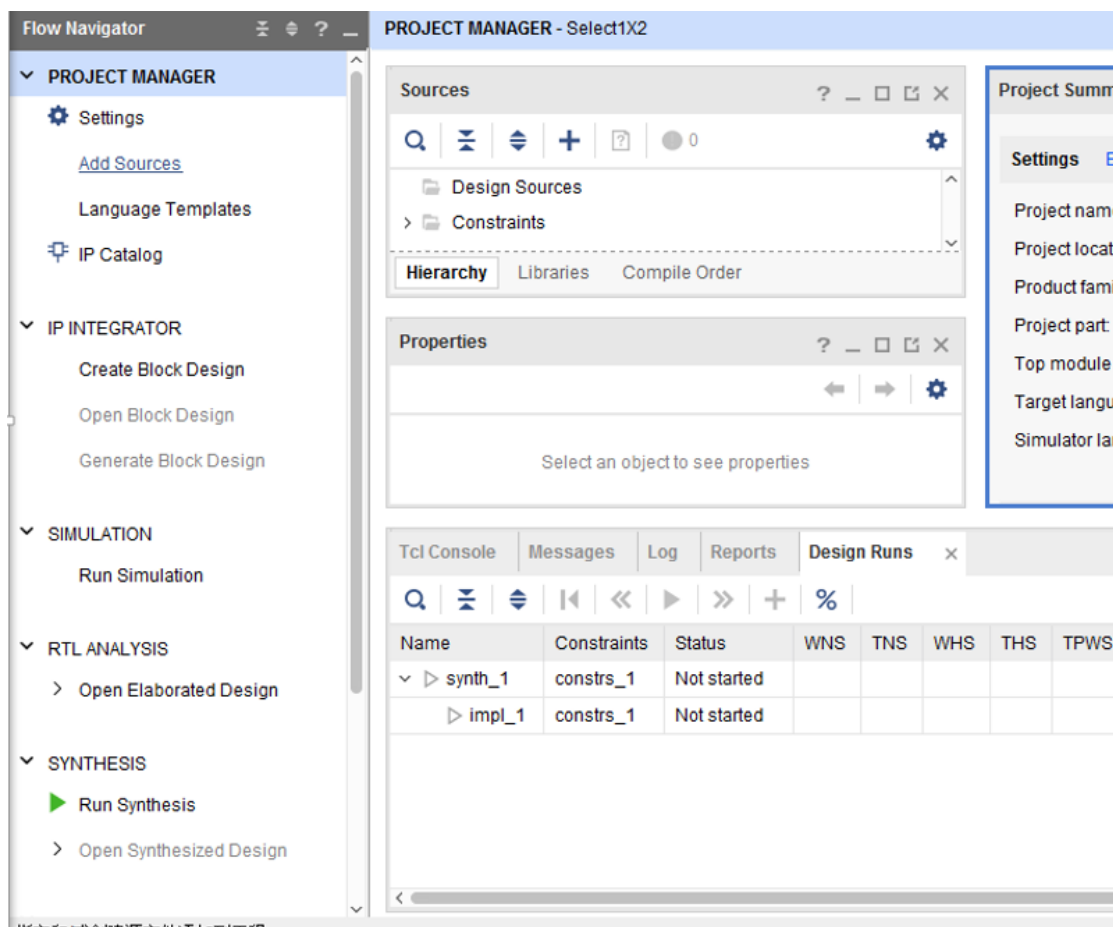 Flow Navigator
?
PROJECT MANAGER - Select1X2
PROJECT MANAGER
Settings
Add Sources
Language Templates
IP Catalog
IP INTEGRATOR
Create Block Design
Open Block Design
Generate Block Design
SIMULATION
Run Simulation
RTL ANALYSIS
Open Elaborated Design
SYNTHESIS
Run Synthesis
Open Synthesized Design
Sources
?
? 0
Design Sources
Constraints
Hierarchy Libraries Compile Order
Properties
?
Select an object to see properties
Project Summ
Settings E
Project name
Project locat
Product fami
Project part:
Top module
Target langu
Simulator la
Tcl Console Messages Log Reports Design Runs
%
Name Constraints Status WNS TNS WHS THS TPWS
synth_1 constrs_1 Not started
impl_1 constrs_1 Not started